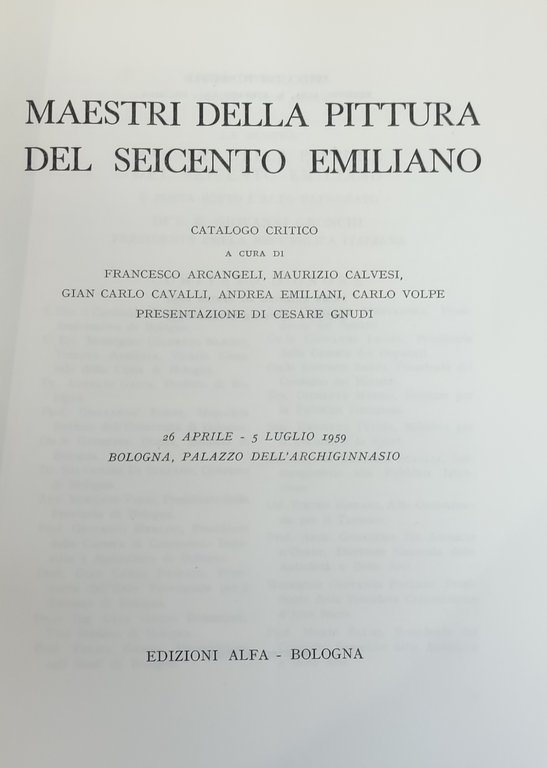 MAESTRI DELLA PITTURA
DEL SEICENTO EMILIANO
CATALOGO CRITICO
A CURA DI
FRANCESCO ARCANGELI, MAURIZIO CALVESI,
GIAN CARLO CAVALLI, ANDREA EMILIANI, CARLO VOLPE
PRESENTAZIONE DI CESARE GNUDI
26 APRILE - 5 LUGLIO 1959
BOLOGNA, PALAZZO DELL'ARCHIGINNASIO
EDIZIONI ALFA - BOLOGNA